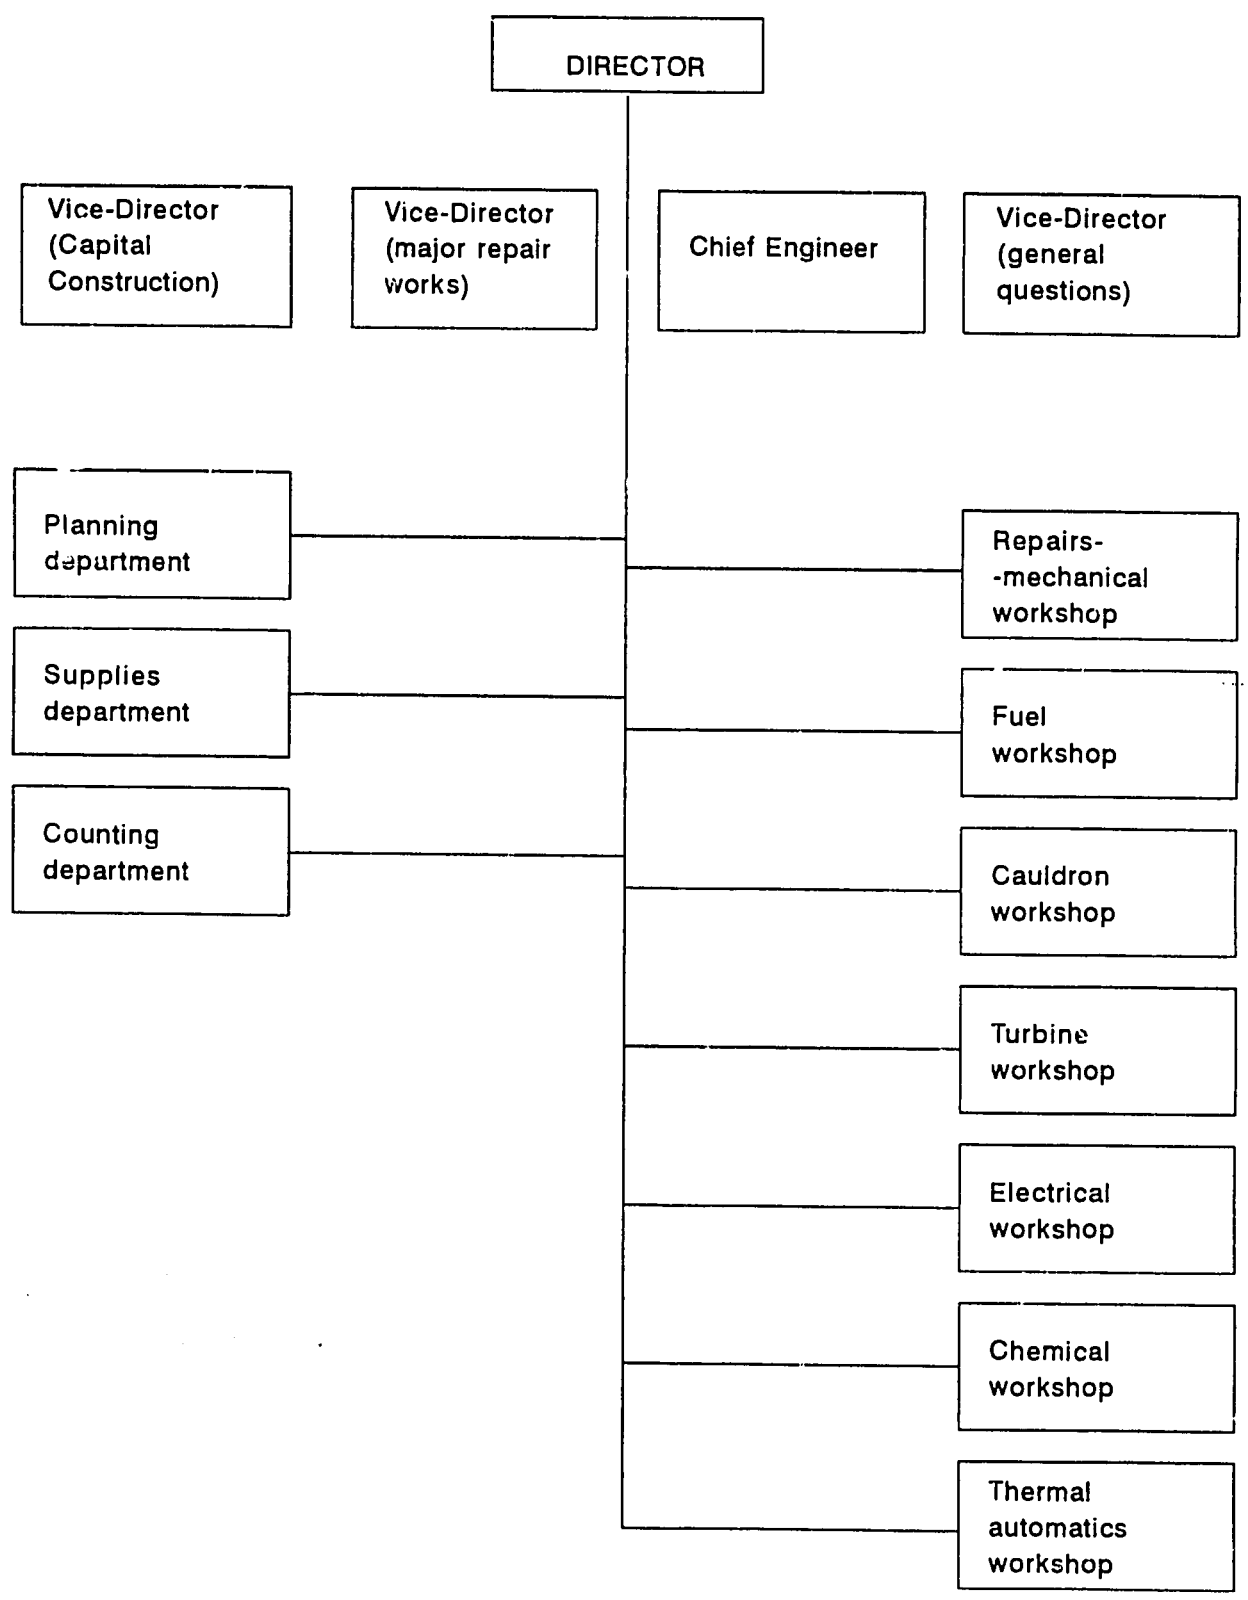 DIRECTOR
Vice-Director
(Capital
Construction)
Vice-Director
(major repair
works)
Chief Engineer
Vice-Director
(general
questions)
Planning
department
Supplies
department
Counting
department
Repairs-
-mechanical
workshop
Fuel
workshop
Cauldron
workshop
Turbine
workshop
Electrical
workshop
Chemical
workshop
Thermal
automatics
workshop